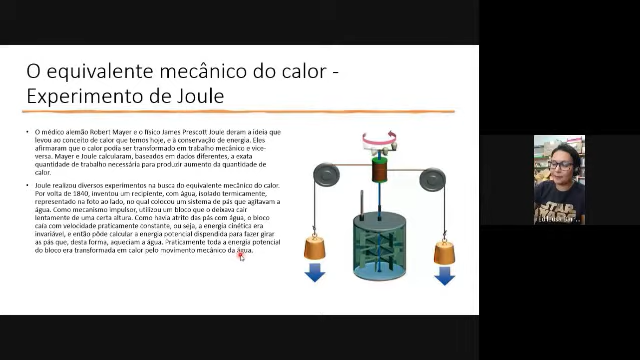 O equivalente mecânico do calor -
Experimento de Joule
• O médico alemão Robert Mayer e o físico James Prescott Joule deram a ideia que
levou ao conceito de calor que temos hoje, e à conservação de energia. Eles
afirmaram que o calor podia ser transformado em trabalho mecânico e vice-
versa. Mayer e Joule calcularam, baseados em dados diferentes, a exata
quantidade de trabalho necessária para produzir aumento da quantidade de
calor.
• Joule realizou diversos experimentos na busca do equivalente mecânico do calor.
Por volta de 1840, inventou um recipiente, com água, isolado termicamente,
representado na foto ao lado, no qual colocou um sistema de pás que agitavam a
água. Como mecanismo impulsor, utilizou um bloco que o deixava cair
lentamente de uma certa altura. Como havia atrito das pás com água, o bloco
caía com velocidade praticamente constante, ou seja, a energia cinética era
invariável, e então pôde calcular a energia potencial dispendida para fazer girar
as pás que, desta forma, aqueciam a água. Praticamente toda a energia potencial
do bloco era transformada em calor pelo movimento mecânico da água.
STAR
WARS